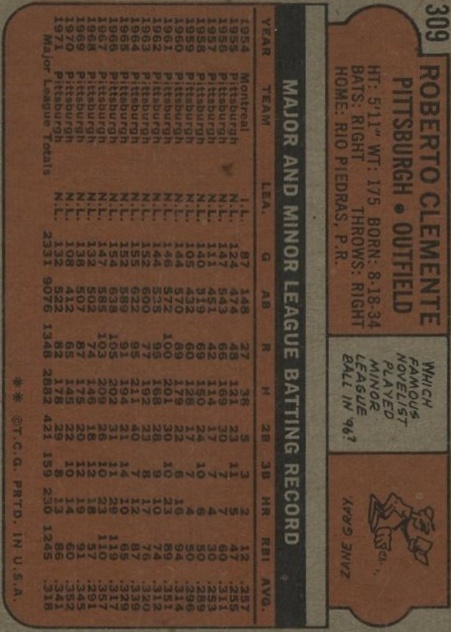 309
ROBERTO CLEMENTE
PITTSBURGH • OUTFIELD
HT: 5'11" WT: 175 BORN: 8-18-34
BATS: RIGHT THROWS: RIGHT
HOME: RIO PIEDRAS, P.R.
WHICH
FAMOUS
NOVELIST
PLAYED
MINOR
LEAGUE
BALL IN '96?
ZANE GRAY
MAJOR AND MINOR LEAGUE BATTING RECORD
YEAR TEAM LEA. G AB R H 2B 3B HR RBI AVG.
1954 Montreal I.L. 87 148 27 38 5 3 2 12 .257
1955 Pittsburgh N.L. 124 474 48 121 23 11 5 47 .255
1956 Pittsburgh N.L. 147 543 66 169 30 7 7 60 .311
1957 Pittsburgh N.L. 111 451 42 114 17 7 4 30 .253
1958 Pittsburgh N.L. 140 519 69 150 24 10 6 50 .289
1959 Pittsburgh N.L. 105 432 60 128 17 7 4 50 .296
1960 Pittsburgh N.L. 144 570 89 179 22 6 16 94 .314
1961 Pittsburgh N.L. 146 572 100 201 30 10 23 89 .351
1962 Pittsburgh N.L. 144 538 95 168 28 9 10 74 .312
1963 Pittsburgh N.L. 152 600 77 192 23 8 17 76 .320
1964 Pittsburgh N.L. 155 622 95 211 40 7 12 87 .339
1965 Pittsburgh N.L. 152 589 91 194 21 14 10 65 .329
1966 Pittsburgh N.L. 154 638 105 202 31 11 29 119 .317
1967 Pittsburgh N.L. 147 585 103 209 26 10 23 110 .357
1968 Pittsburgh N.L. 132 502 74 146 18 12 18 57 .291
1969 Pittsburgh N.L. 138 507 87 175 20 12 19 91 .345
1970 Pittsburgh N.L. 108 412 65 145 22 10 14 60 .352
1971 Pittsburgh N.L. 132 522 82 178 29 8 13 86 .341
Major League Totals 2331 9076 1348 2882 421 159 230 1245 .318
** ©T.C.G. PRTD. IN U.S.A.